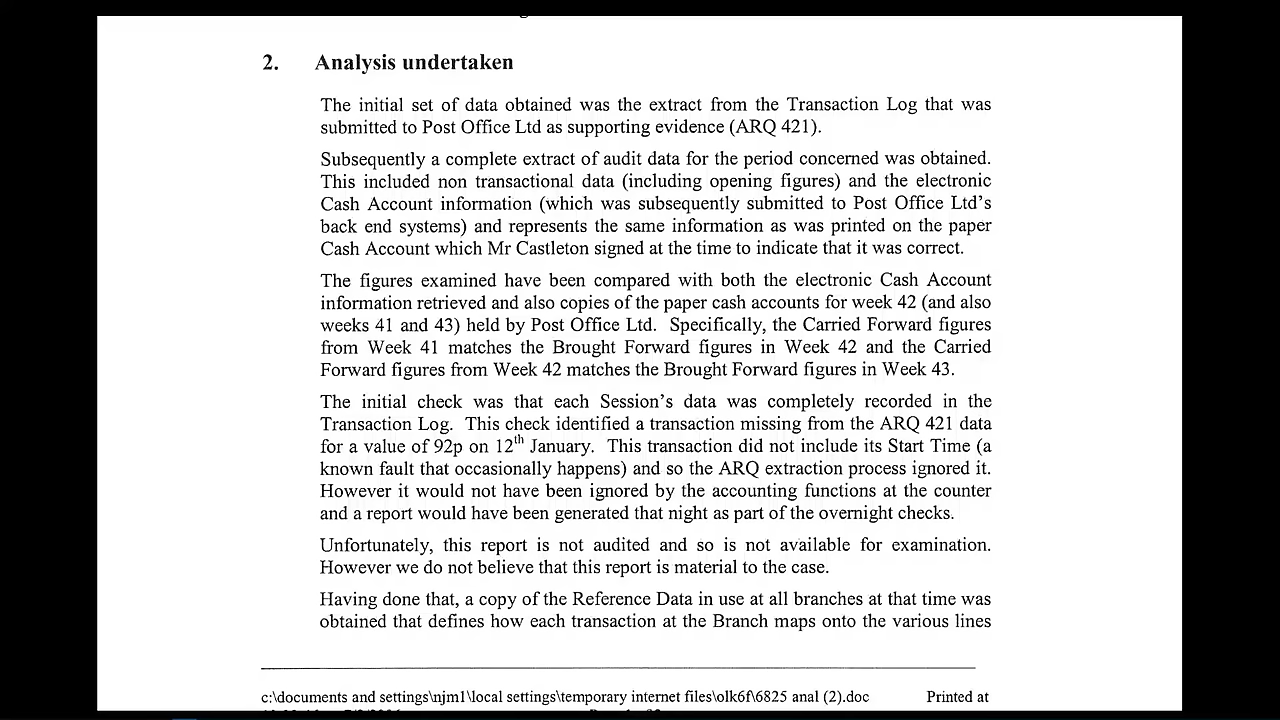 2. Analysis undertaken
The initial set of data obtained was the extract from the Transaction Log that was
submitted to Post Office Ltd as supporting evidence (ARQ 421).
Subsequently a complete extract of audit data for the period concerned was obtained.
This included non transactional data (including opening figures) and the electronic
Cash Account information (which was subsequently submitted to Post Office Ltd's
back end systems) and represents the same information as was printed on the paper
Cash Account which Mr Castleton signed at the time to indicate that it was correct.
The figures examined have been compared with both the electronic Cash Account
information retrieved and also copies of the paper cash accounts for week 42 (and also
weeks 41 and 43) held by Post Office Ltd. Specifically, the Carried Forward figures
from Week 41 matches the Brought Forward figures in Week 42 and the Carried
Forward figures from Week 42 matches the Brought Forward figures in Week 43.
The initial check was that each Session's data was completely recorded in the
Transaction Log. This check identified a transaction missing from the ARQ 421 data
for a value of 92p on 12th January. This transaction did not include its Start Time (a
known fault that occasionally happens) and so the ARQ extraction process ignored it.
However it would not have been ignored by the accounting functions at the counter
and a report would have been generated that night as part of the overnight checks.
Unfortunately, this report is not audited and so is not available for examination.
However we do not believe that this report is material to the case.
Having done that, a copy of the Reference Data in use at all branches at that time was
obtained that defines how each transaction at the Branch maps onto the various lines
c:\documents and settings\njm1\local settings\temporary internet files\olk6f\6825 anal (2).doc Printed at